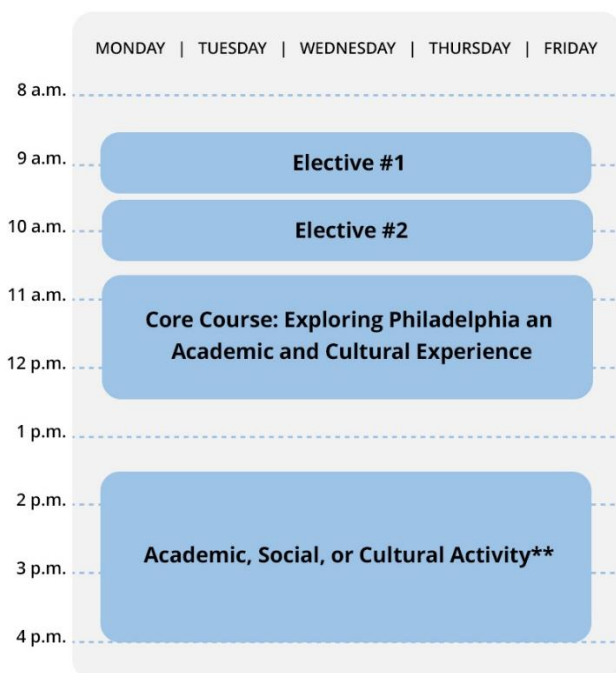 MONDAY | TUESDAY | WEDNESDAY | THURSDAY | FRIDAY
8 a.m.
9 a.m.
Elective #1
10 a.m.
Elective #2
11 a.m.
Core Course: Exploring Philadelphia an
Academic and Cultural Experience
12 p.m.
1 p.m.
2 p.m.
Academic, Social, or Cultural Activity**
3 p.m.
4 p.m.